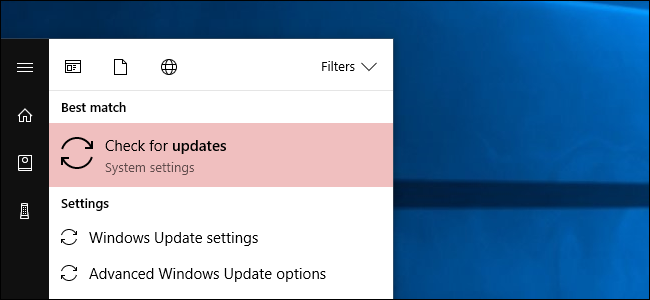 Filters
Best match
Check for updates
System settings
Settings
Windows Update settings
Advanced Windows Update options